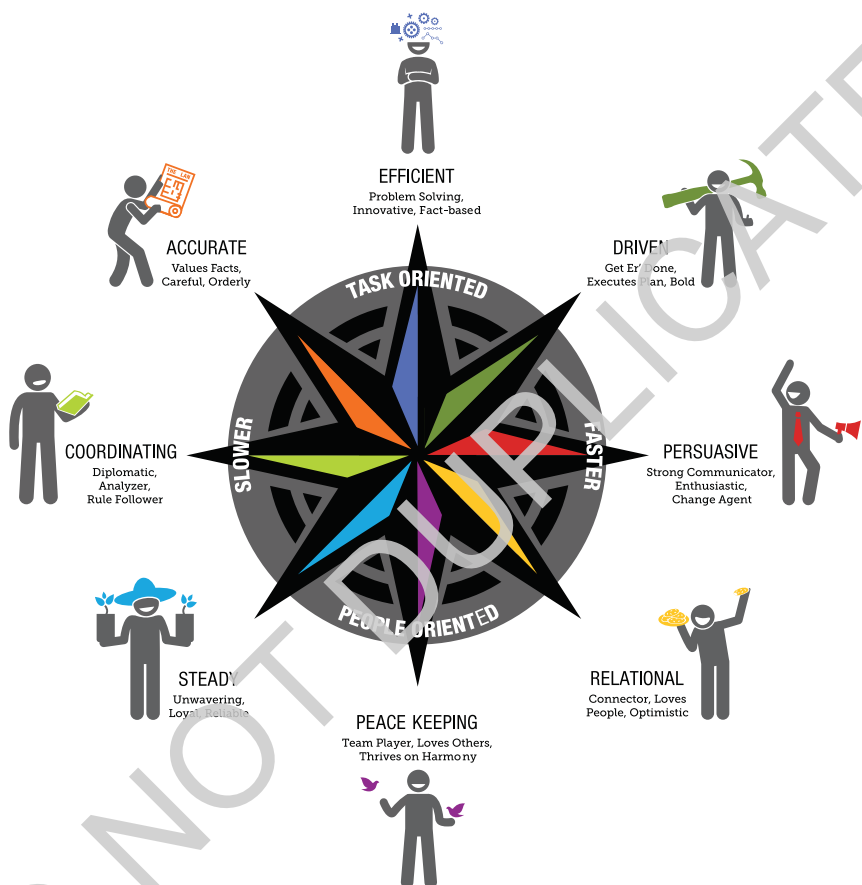 EFFICIENT
Problem Solving,
Innovative, Fact-based
THE LAN
ACCURATE
Values Facts,
Careful, Orderly
DRIVEN
Get Er' Done,
Executes Plan, Bold
TASK ORIENTED
COORDINATING
Diplomatic,
Analyzer,
Rule Follower
SLOWER
FASTER
PERSUASIVE
Strong Communicator,
Enthusiastic,
Change Agent
PEOPLE ORIENTED
STEADY
Unwavering,
Loyal, Reliable
RELATIONAL
Connector, Loves
People, Optimistic
PEACE KEEPING
Team Player, Loves Others,
Thrives on Harmony
NOT DUPLICATE